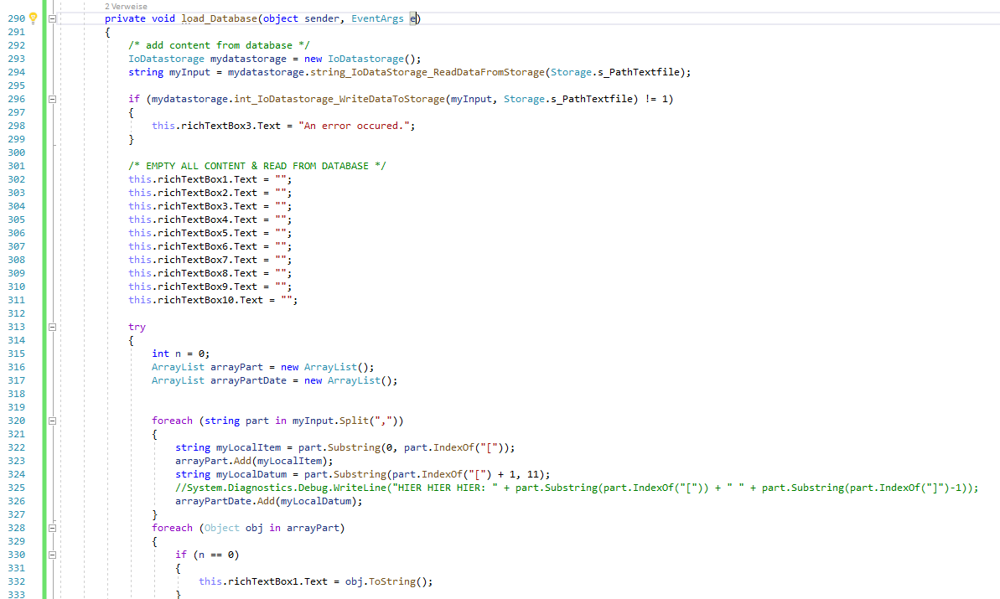 2 Verweise
290 private void load_Database(object sender, EventArgs e)
291 {
292 /* add content from database */
293 IoDatastorage mydatastorage = new IoDatastorage();
294 string myInput = mydatastorage.string_IoDataStorage_ReadDataFromStorage(Storage.s_PathTextfile);
295
296 if (mydatastorage.int_IoDatastorage_WriteDataToStorage(myInput, Storage.s_PathTextfile) != 1)
297 {
298 this.richTextBox3.Text = "An error occured.";
299 }
300
301 /* EMPTY ALL CONTENT & READ FROM DATABASE */
302 this.richTextBox1.Text = "";
303 this.richTextBox2.Text = "";
304 this.richTextBox3.Text = "";
305 this.richTextBox4.Text = "";
306 this.richTextBox5.Text = "";
307 this.richTextBox6.Text = "";
308 this.richTextBox7.Text = "";
309 this.richTextBox8.Text = "";
310 this.richTextBox9.Text = "";
311 this.richTextBox10.Text = "";
312
313 try
314 {
315 int n = 0;
316 ArrayList arrayPart = new ArrayList();
317 ArrayList arrayPartDate = new ArrayList();
318
319
320 foreach (string part in myInput.Split(","))
321 {
322 string myLocalItem = part.Substring(0, part.IndexOf("["));
323 arrayPart.Add(myLocalItem);
324 string myLocalDatum = part.Substring(part.IndexOf("[") + 1, 11);
325 //System.Diagnostics.Debug.WriteLine("HIER HIER HIER: " + part.Substring(part.IndexOf("[")) + " " + part.Substring(part.IndexOf("]")-1));
326 arrayPartDate.Add(myLocalDatum);
327 }
328 foreach (Object obj in arrayPart)
329 {
330 if (n == 0)
331 {
332 this.richTextBox1.Text = obj.ToString();
333 }